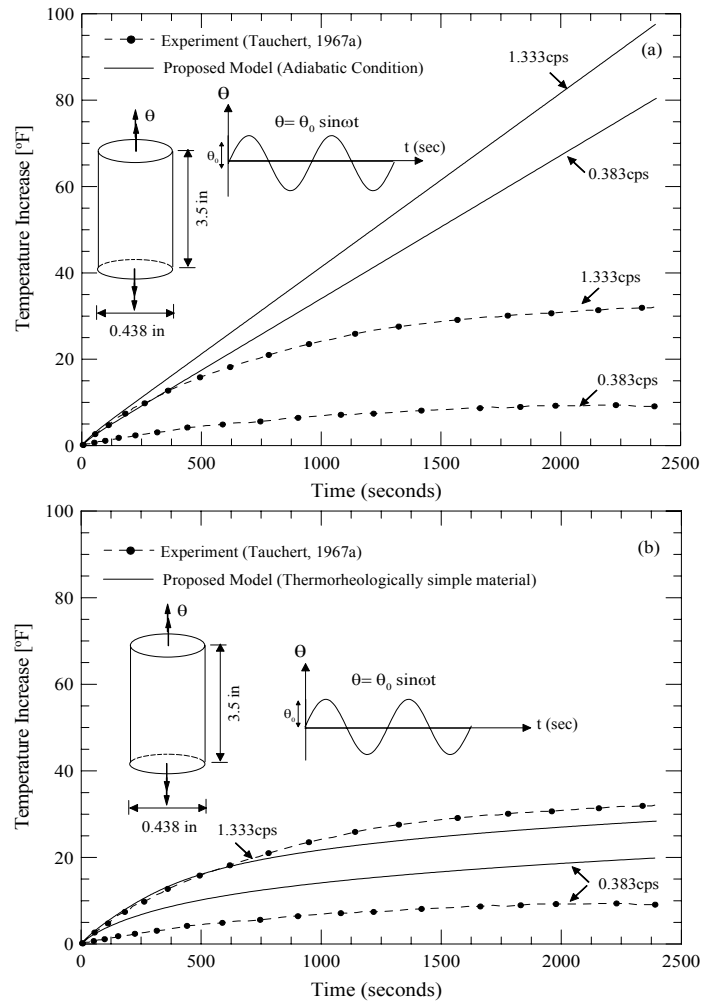 100
80
60
40
20
0
Temperature Increase [ºF]
Experiment (Tauchert, 1967a)
Proposed Model (Adiabatic Condition)
(a)
1.333cps
0.383cps
1.333cps
0.383cps
θ
3.5 in
0.438 in
Θ
θ= θ₀ sinωt
θ₀
t (sec)
0 500 1000 1500 2000 2500
Time (seconds)
100
80
60
40
20
0
Temperature Increase [ºF]
Experiment (Tauchert, 1967a)
Proposed Model (Thermorheologically simple material)
(b)
θ
3.5 in
0.438 in
Θ
θ= θ₀ sinωt
θ₀
t (sec)
1.333cps
0.383cps
0 500 1000 1500 2000 2500
Time (seconds)